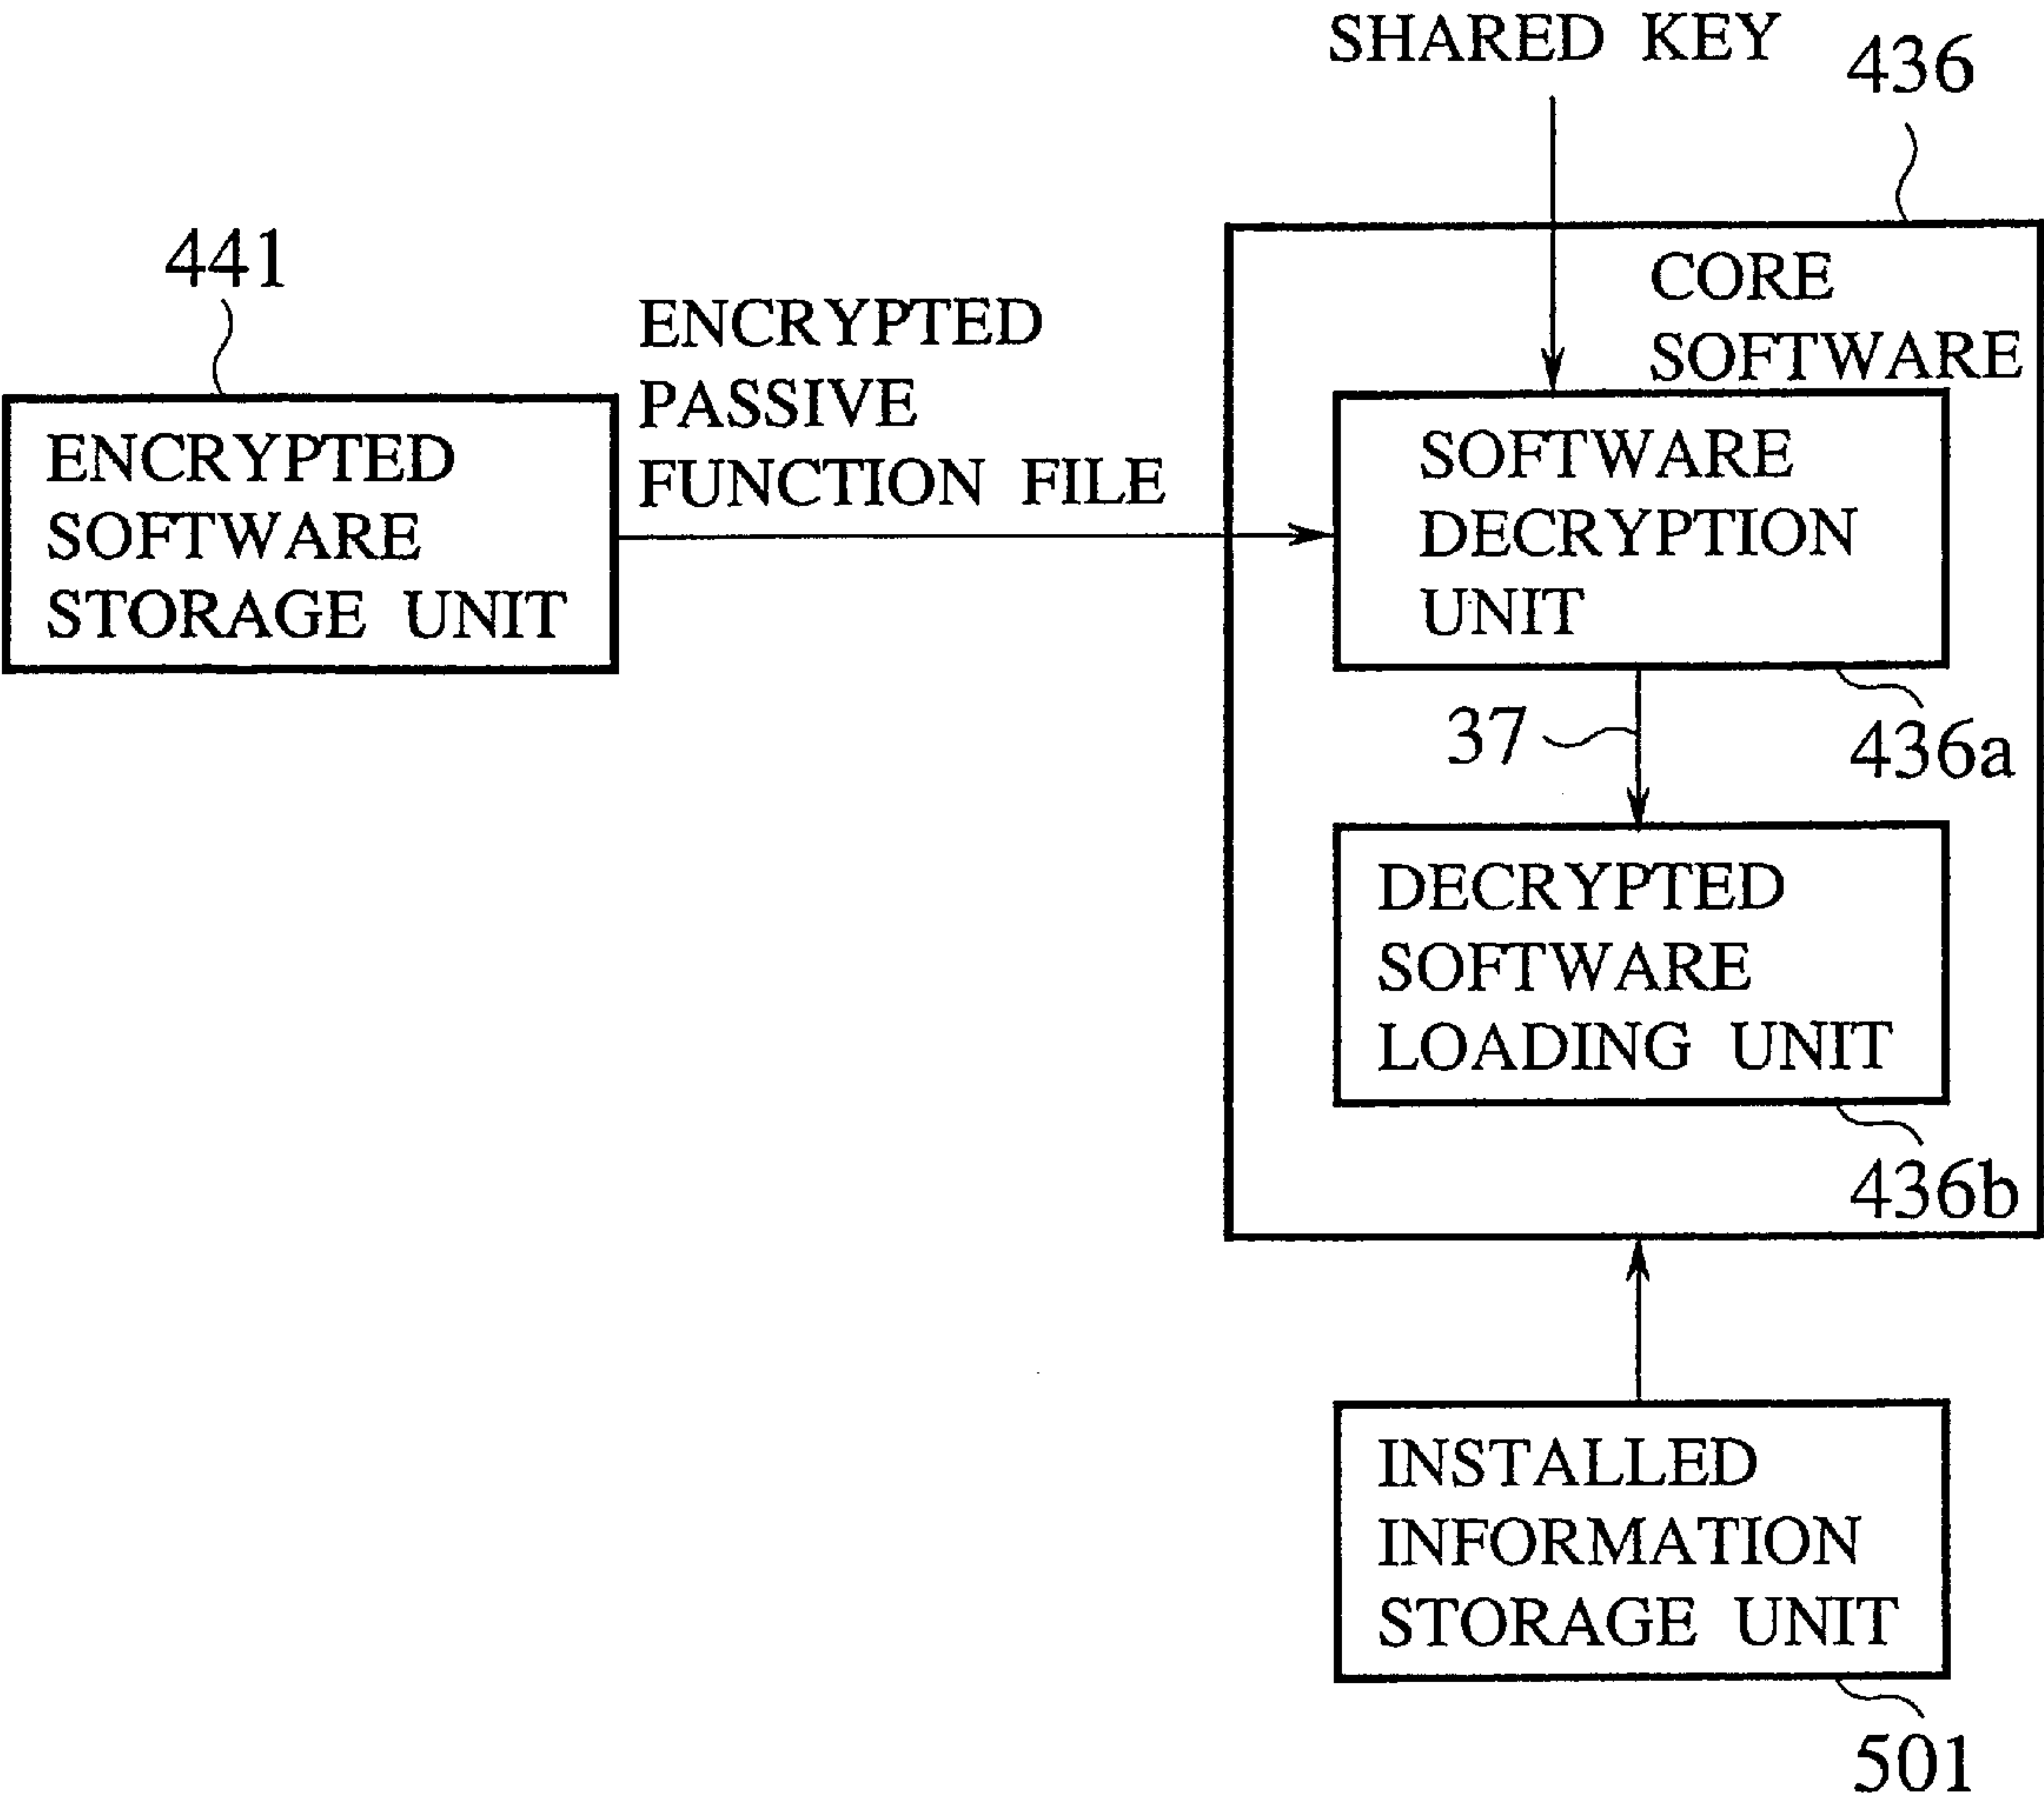 SHARED KEY
436
CORE
SOFTWARE
441
ENCRYPTED
PASSIVE
FUNCTION FILE
ENCRYPTED
SOFTWARE
STORAGE UNIT
SOFTWARE
DECRYPTION
UNIT
37
436a
DECRYPTED
SOFTWARE
LOADING UNIT
436b
INSTALLED
INFORMATION
STORAGE UNIT
501